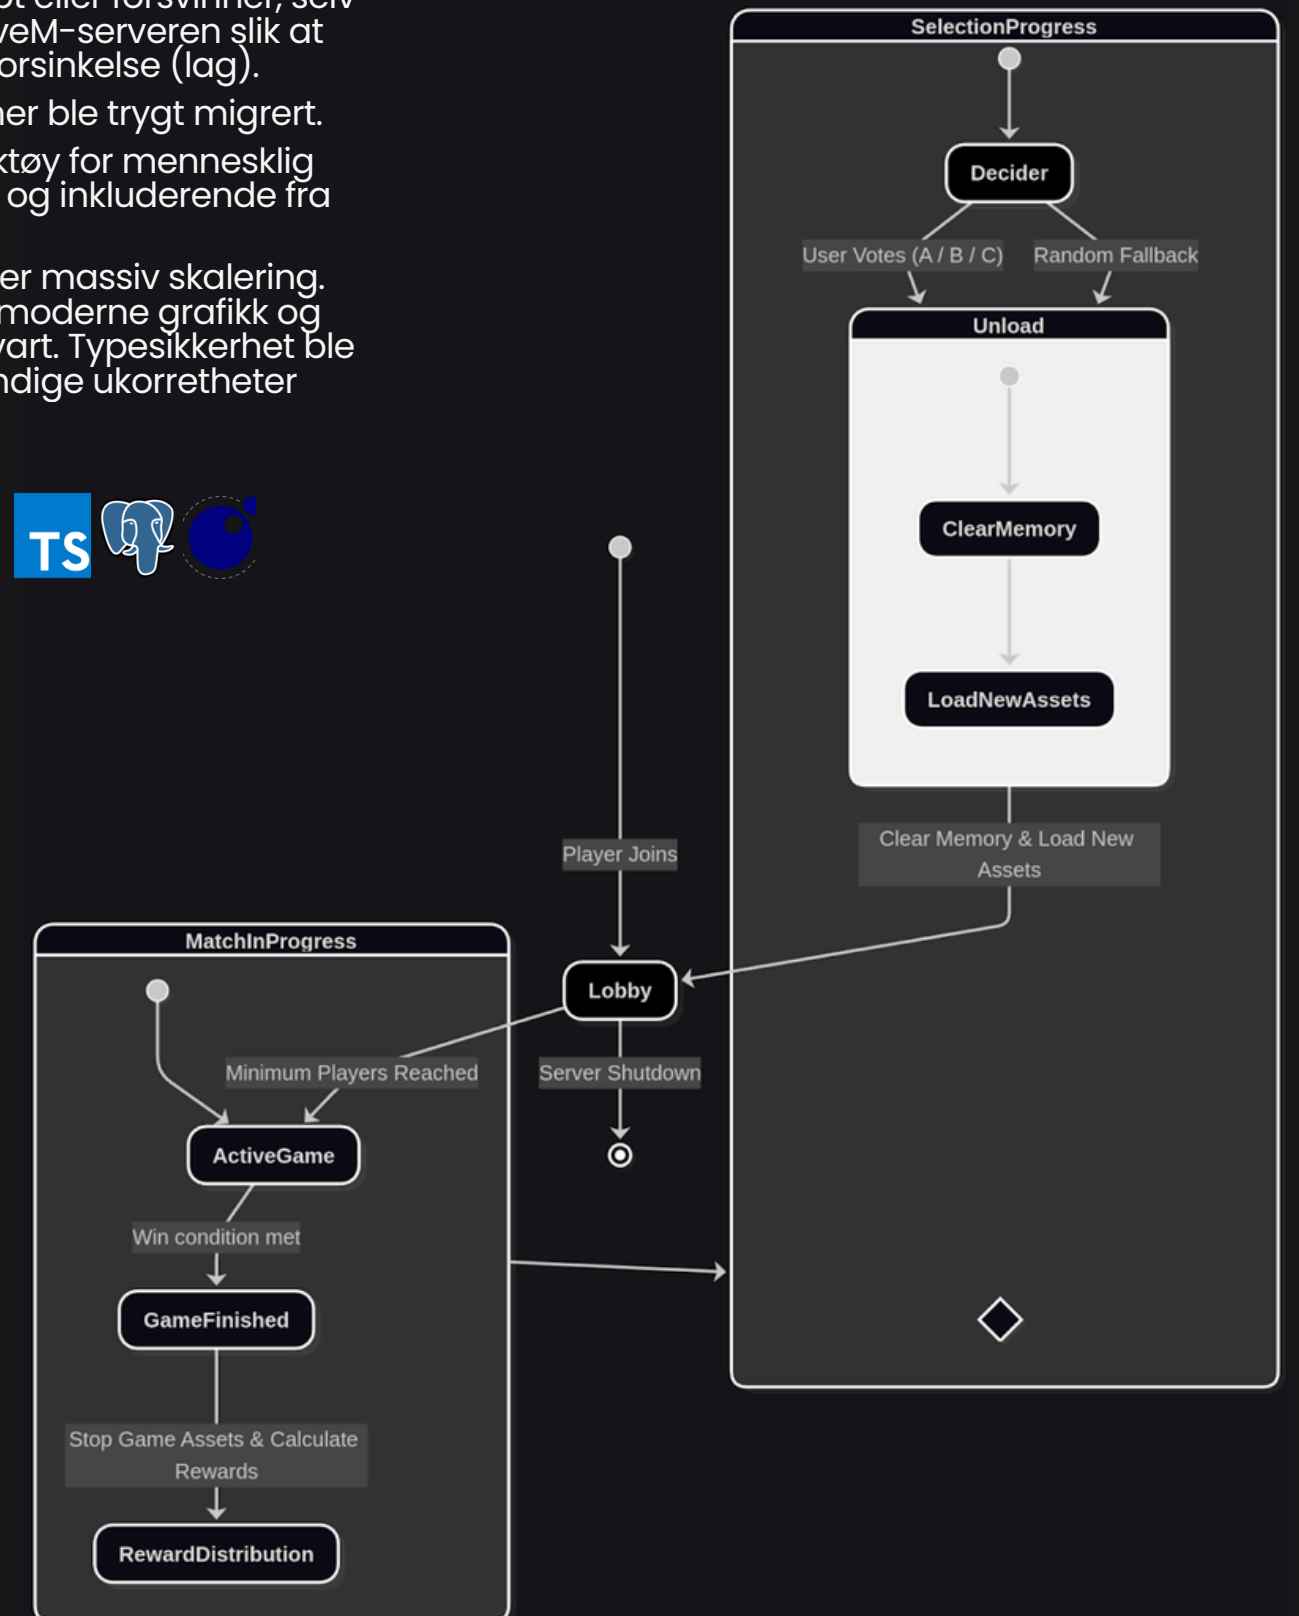 veM-serveren slik at
orsinkelse (lag).
ner ble trygt migrert.
ktøy for mennesklig
og inkluderende fra
er massiv skalering.
moderne grafikk og
vart. Typesikkerhet ble
ndige ukorretheter
TS
SelectionProgress
Decider
User Votes (A / B / C)
Random Fallback
Unload
ClearMemory
LoadNewAssets
Clear Memory & Load New
Assets
Player Joins
Lobby
Server Shutdown
MatchInProgress
Minimum Players Reached
ActiveGame
Win condition met
GameFinished
Stop Game Assets & Calculate
Rewards
RewardDistribution